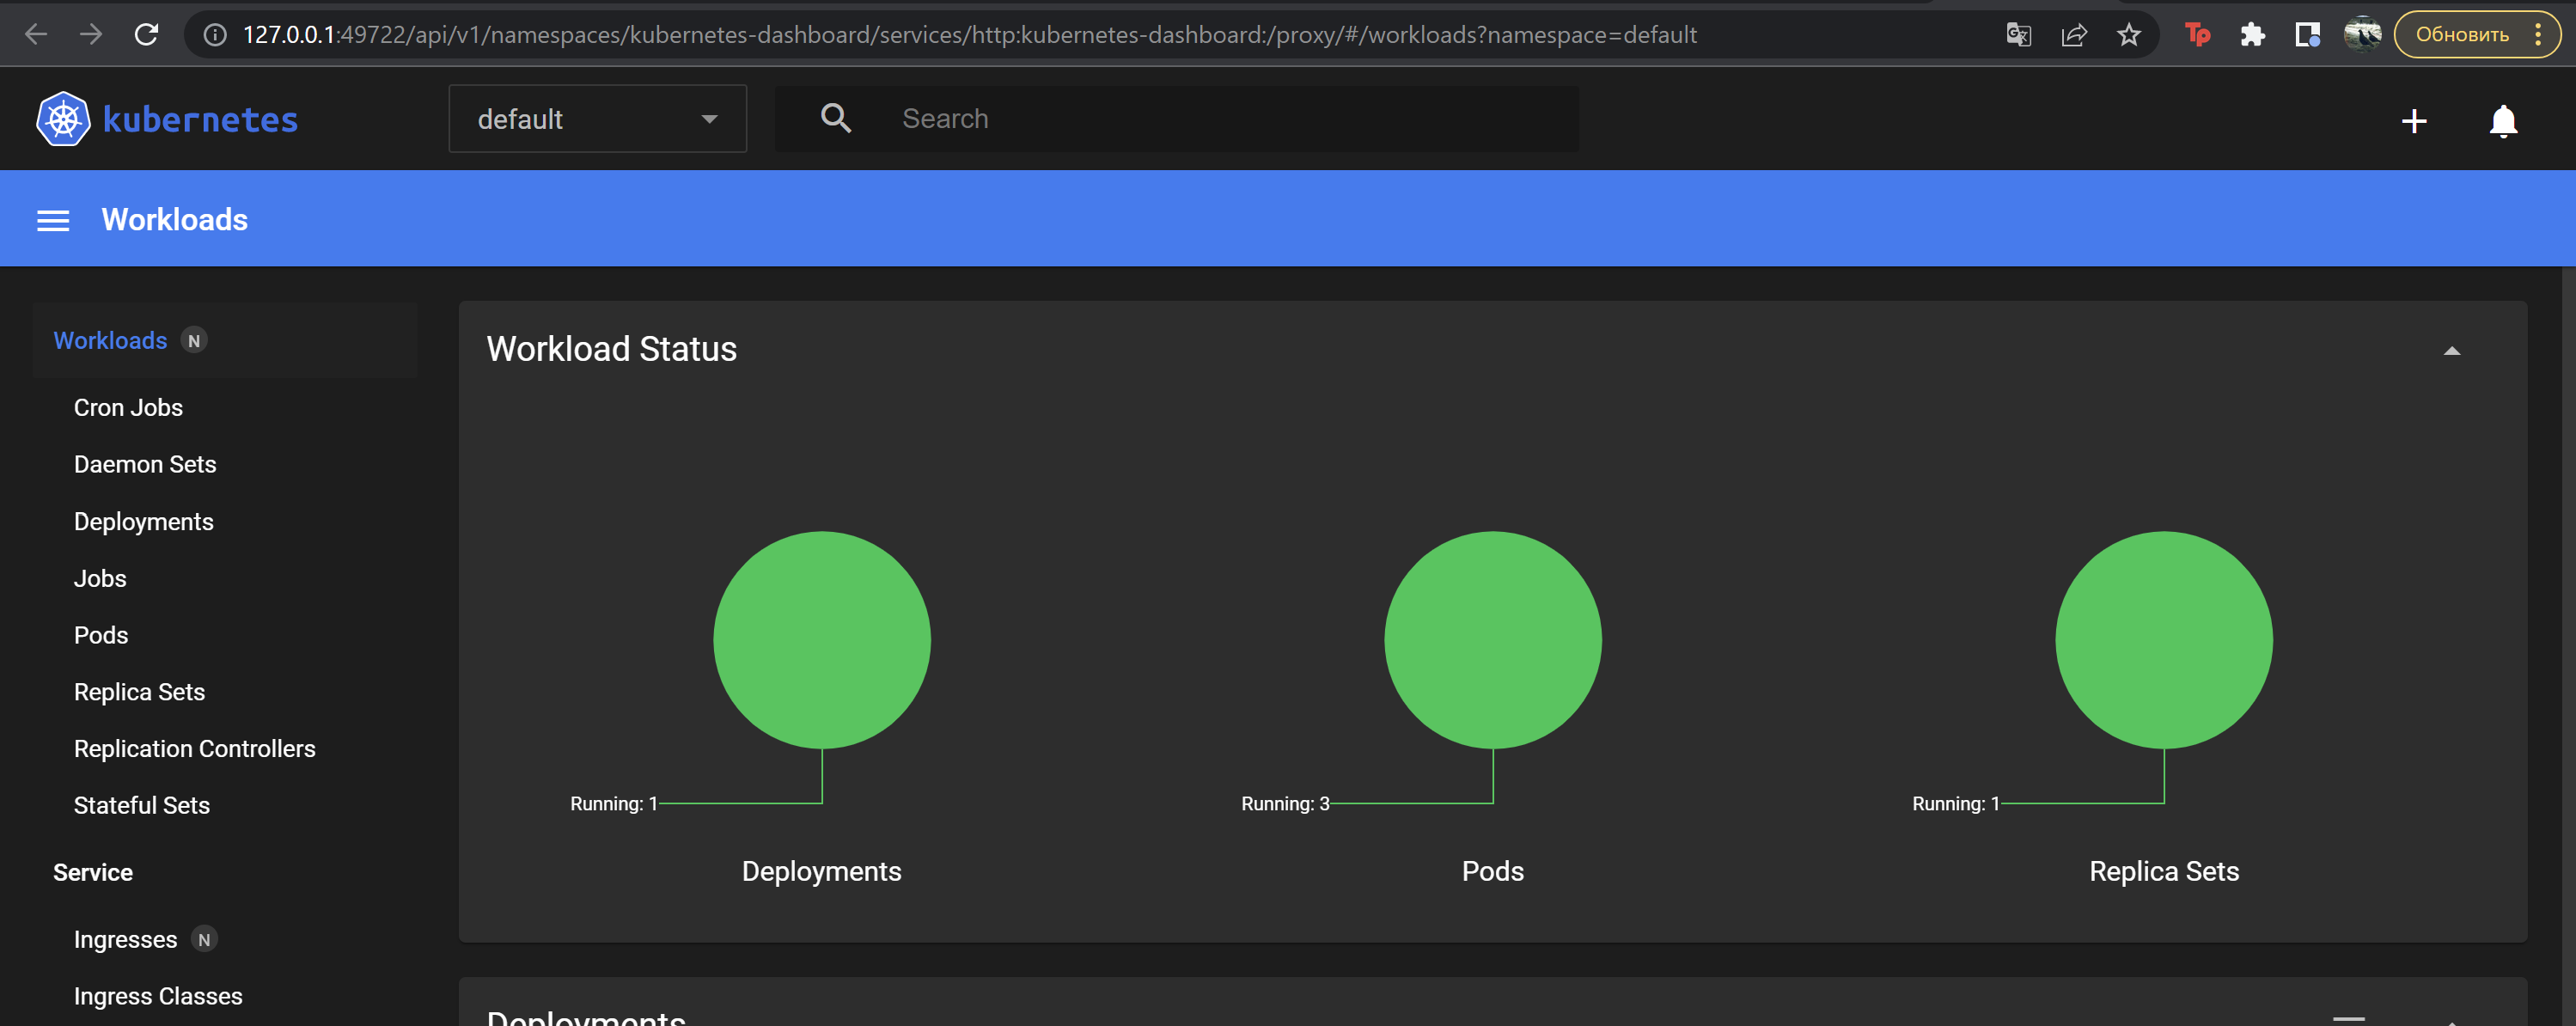 127.0.0.1:49722/api/v1/namespaces/kubernetes-dashboard/services/http:kubernetes-dashboard:/proxy/#/workloads?namespace=default
Tp
Обновить
kubernetes
default
Search
Workloads
Workloads N
Cron Jobs
Daemon Sets
Deployments
Jobs
Pods
Replica Sets
Replication Controllers
Stateful Sets
Service
Ingresses N
Ingress Classes
Workload Status
Running: 1
Deployments
Running: 3
Pods
Running: 1
Replica Sets
Deployments